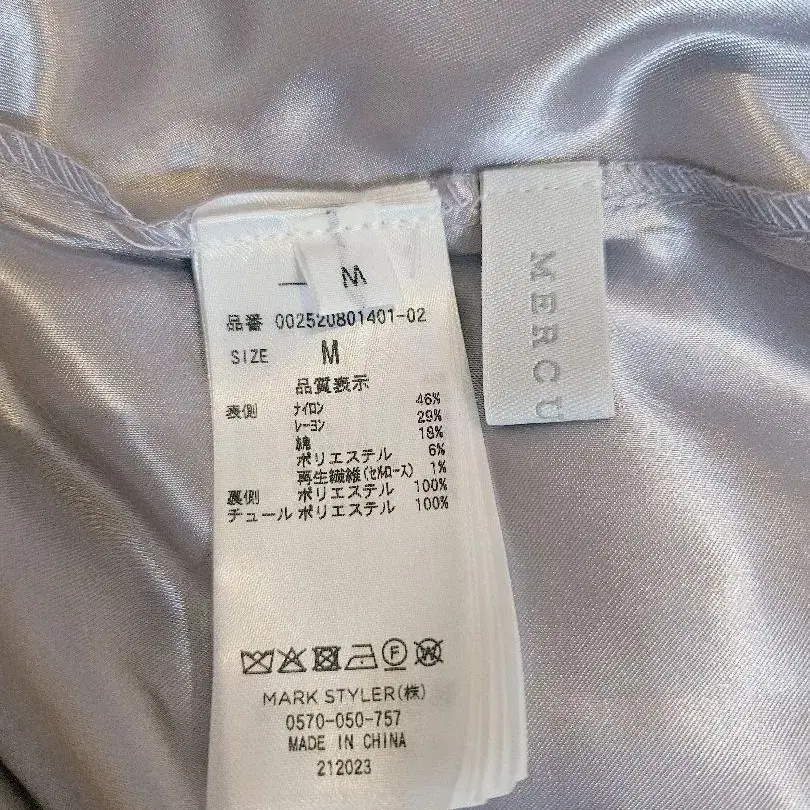 M
品番 002520801401-02
SIZE M
品質表示
表側 ナイロン 46%
レーヨン 29%
綿 18%
ポリエステル 6%
再生繊維(セルロース) 1%
裏側 ポリエステル 100%
チュール ポリエステル 100%
F W
MARK STYLER(株)
0570-050-757
MADE IN CHINA
212023
MERCU